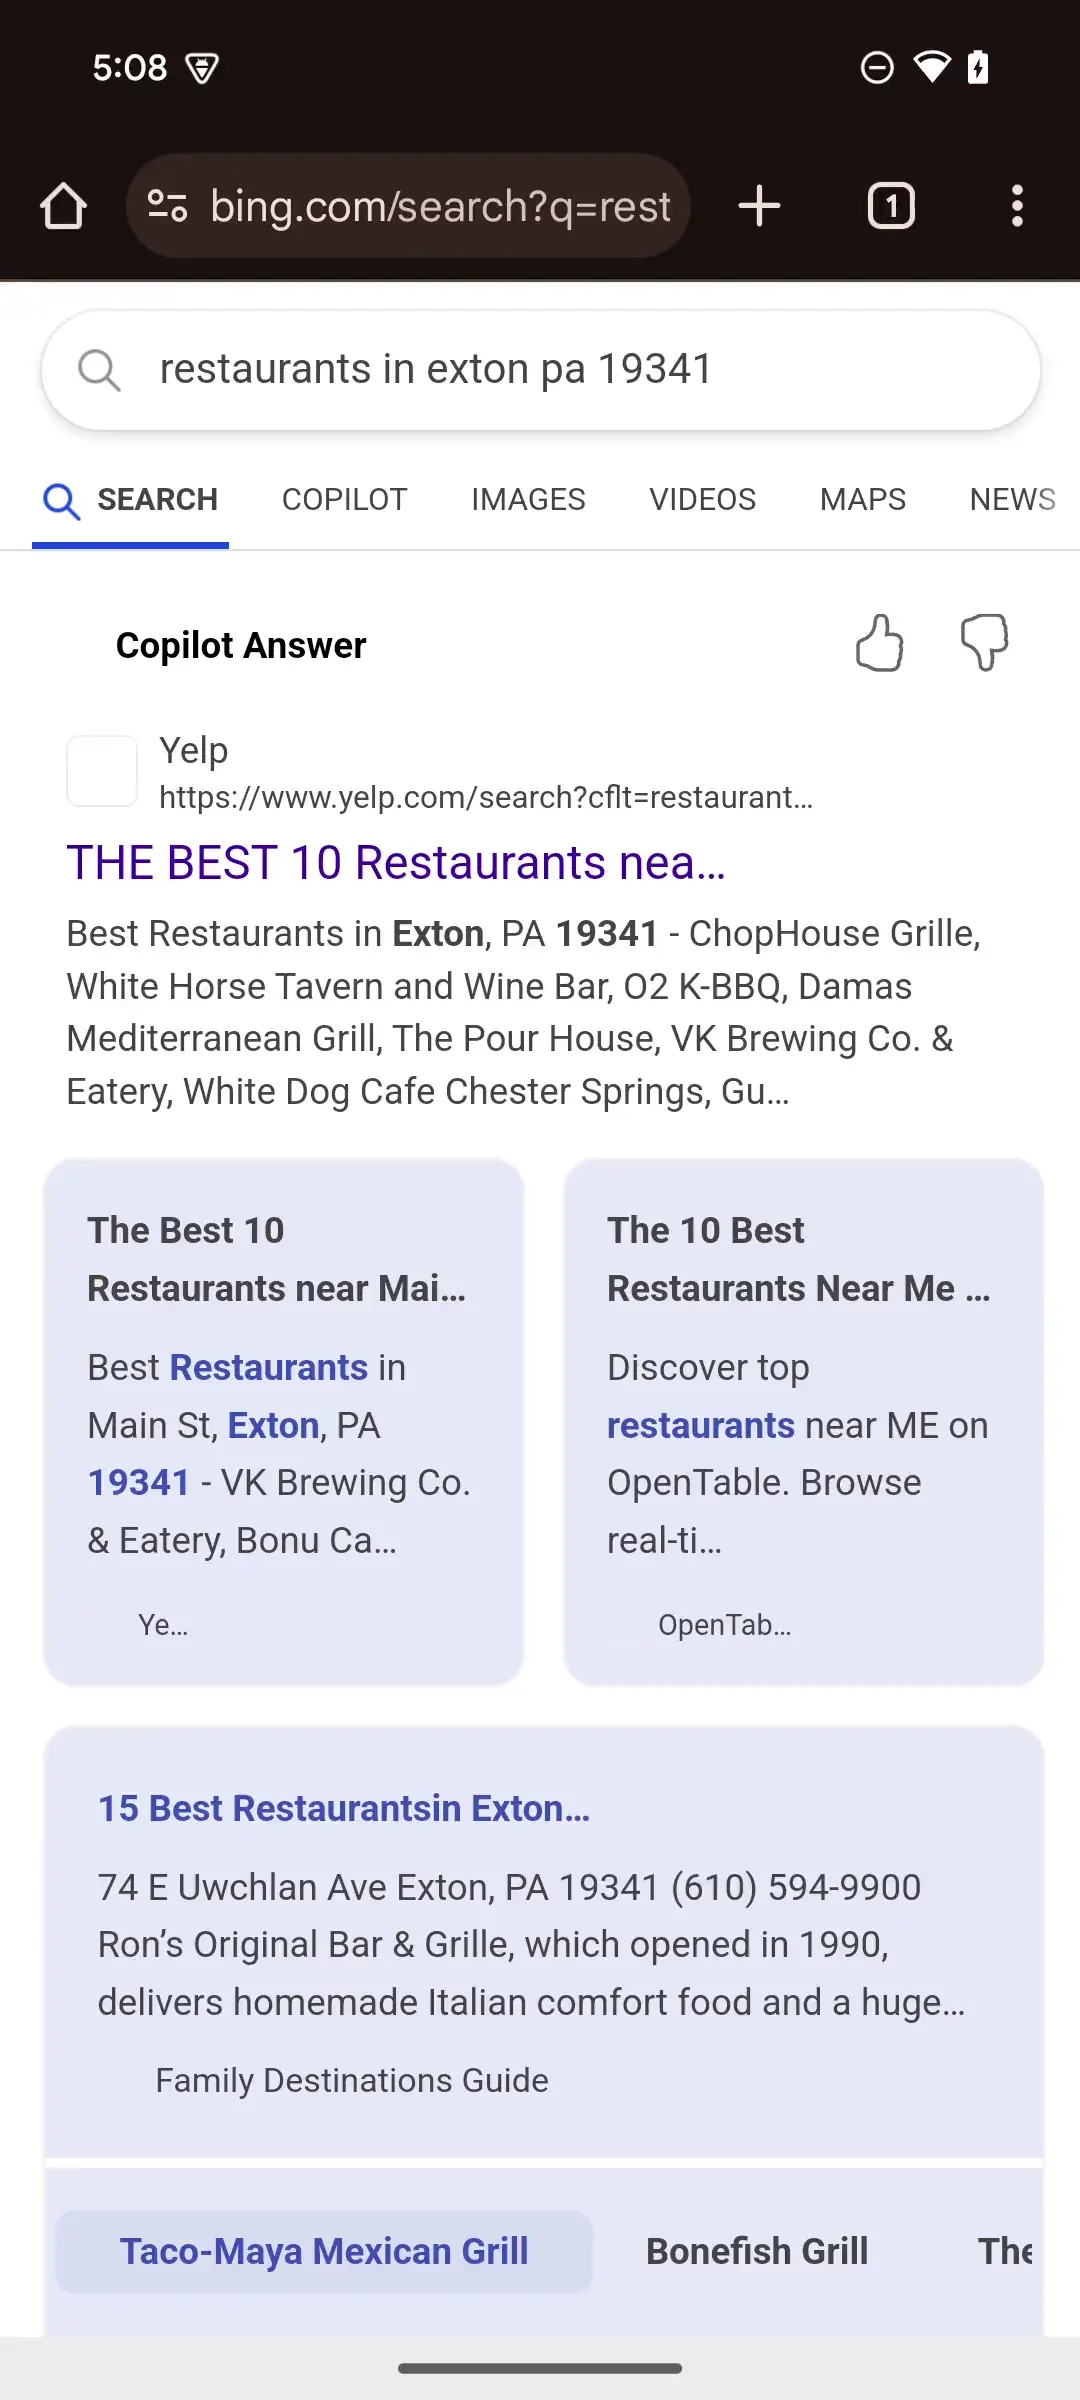 5:08
bing.com/search?q=rest
1
restaurants in exton pa 19341
SEARCH COPILOT IMAGES VIDEOS MAPS NEWS
Copilot Answer
Yelp
https://www.yelp.com/search?cflt=restaurant...
THE BEST 10 Restaurants nea...
Best Restaurants in Exton, PA 19341 - ChopHouse Grille,
White Horse Tavern and Wine Bar, O2 K-BBQ, Damas
Mediterranean Grill, The Pour House, VK Brewing Co. &
Eatery, White Dog Cafe Chester Springs, Gu...
The Best 10
Restaurants near Mai...
Best Restaurants in
Main St, Exton, PA
19341 - VK Brewing Co.
& Eatery, Bonu Ca...
Ye...
The 10 Best
Restaurants Near Me ...
Discover top
restaurants near ME on
OpenTable. Browse
real-ti...
OpenTab...
15 Best Restaurantsin Exton...
74 E Uwchlan Ave Exton, PA 19341 (610) 594-9900
Ron’s Original Bar & Grille, which opened in 1990,
delivers homemade Italian comfort food and a huge...
Family Destinations Guide
Taco-Maya Mexican Grill Bonefish Grill The